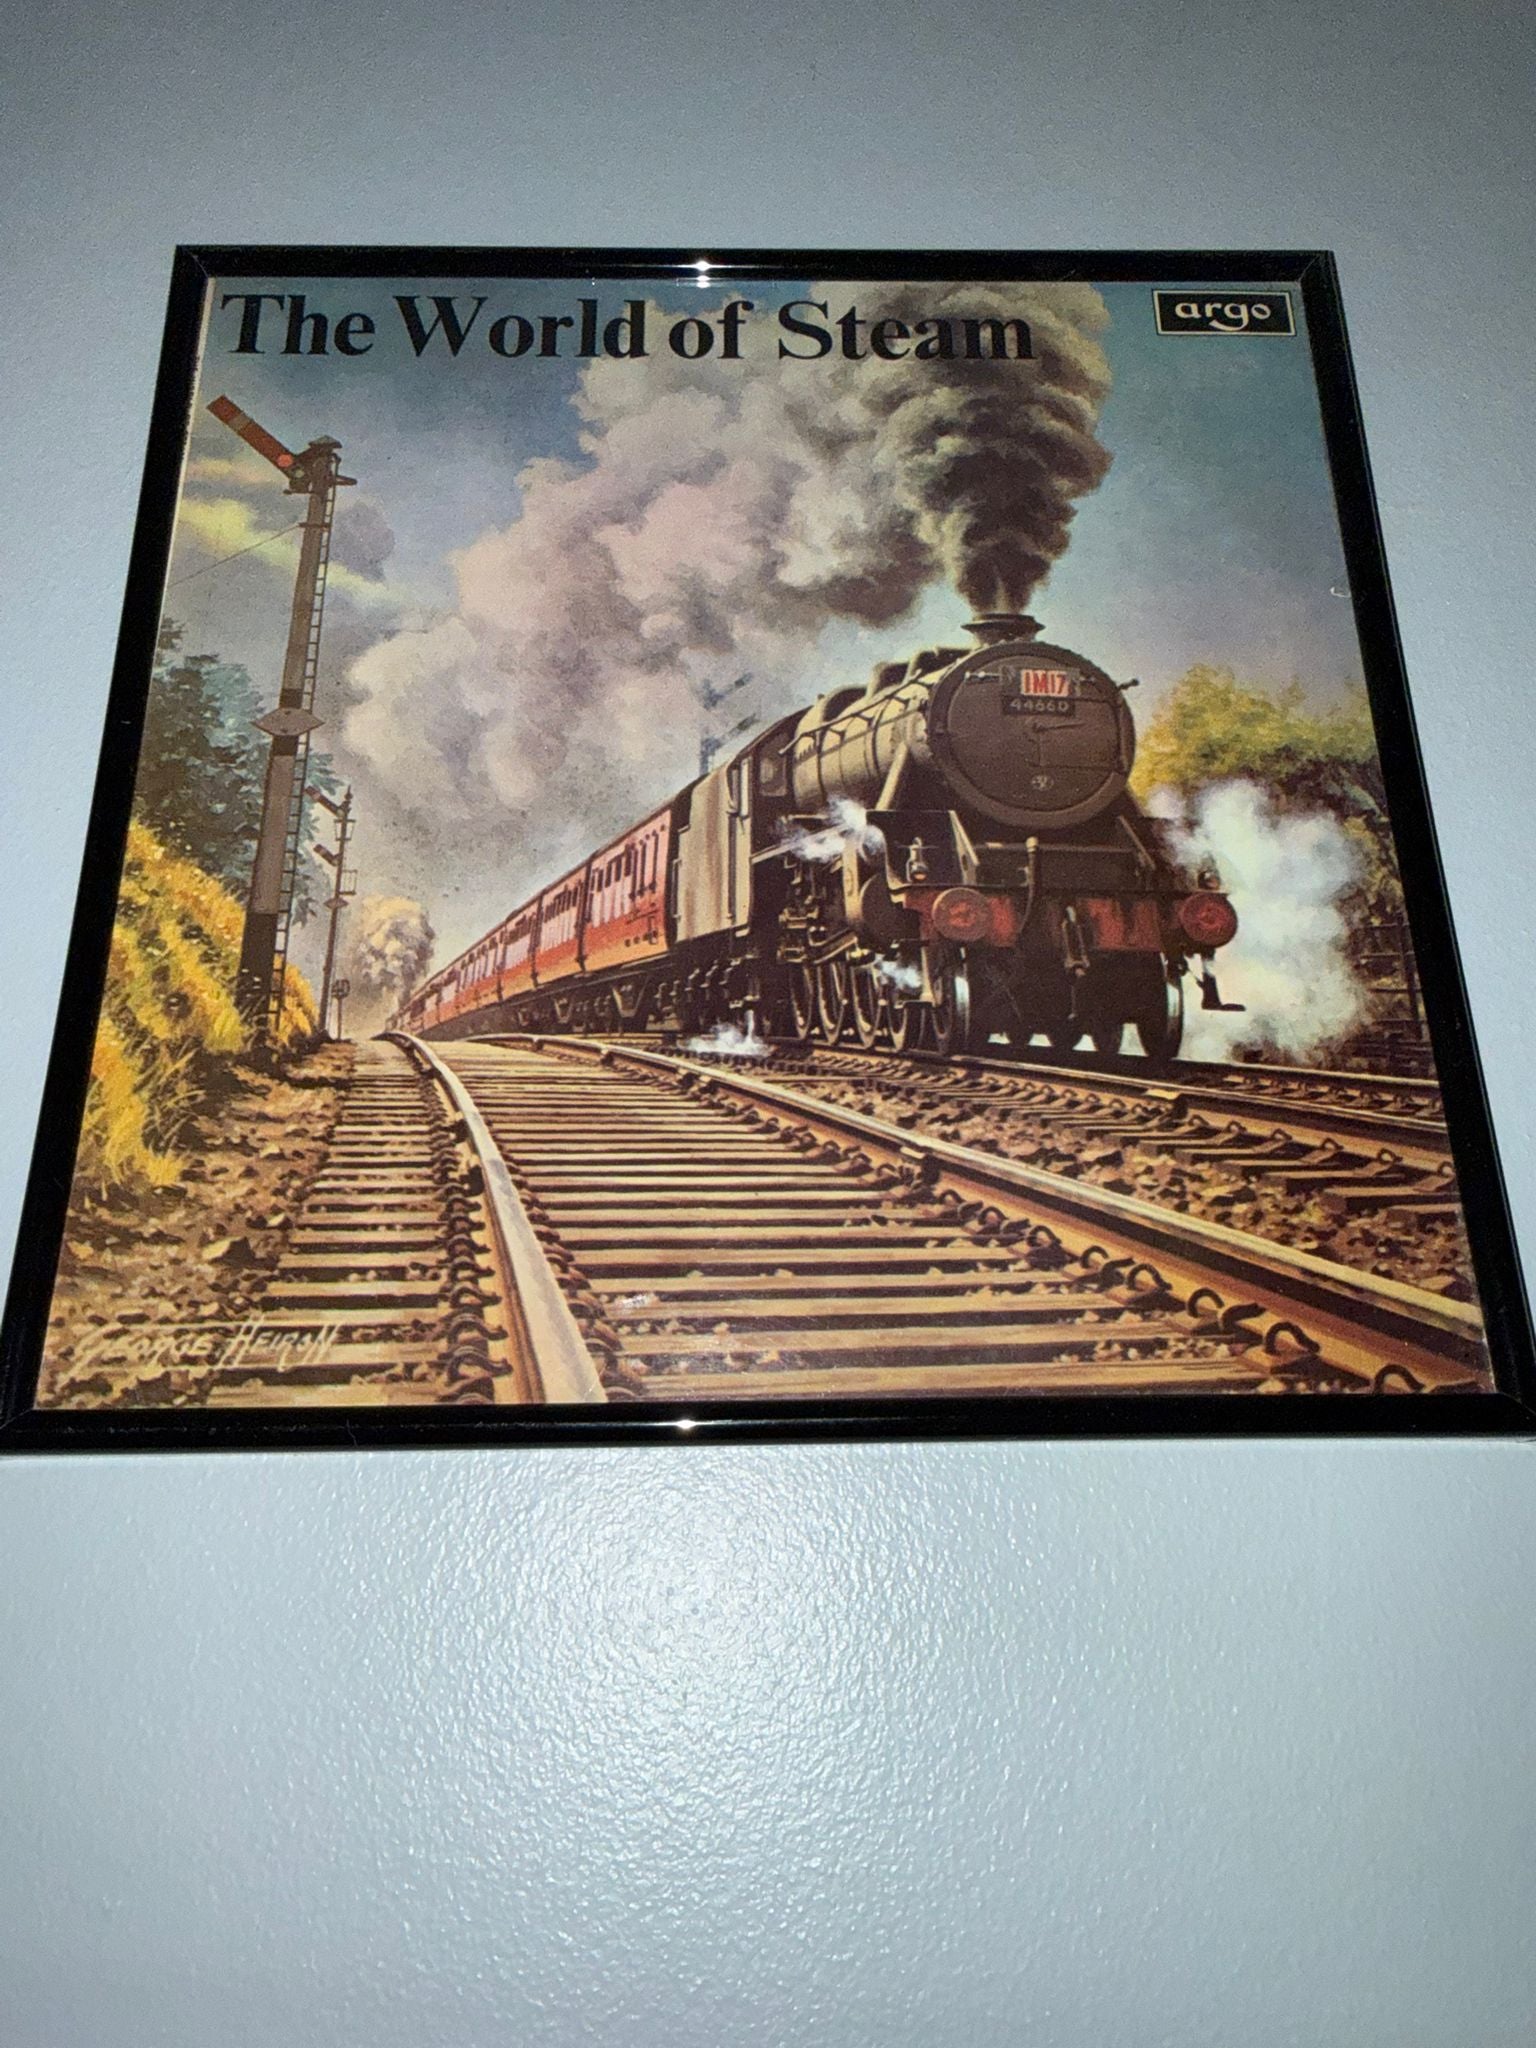 The World of Steam
argo
1M17
44660
GEORGE HEIRON